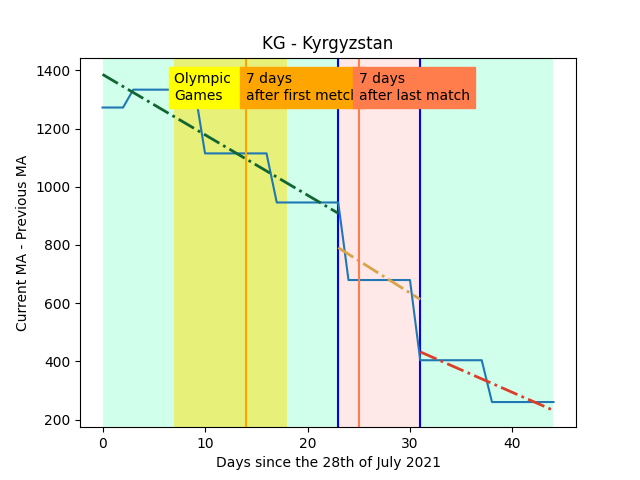 KG - Kyrgyzstan
Olympic
Games
7 days
after first metcl
7 days
after last match
Current MA - Previous MA
1400
1200
1000
800
600
400
200
0
10
20
30
40
Days since the 28th of July 2021